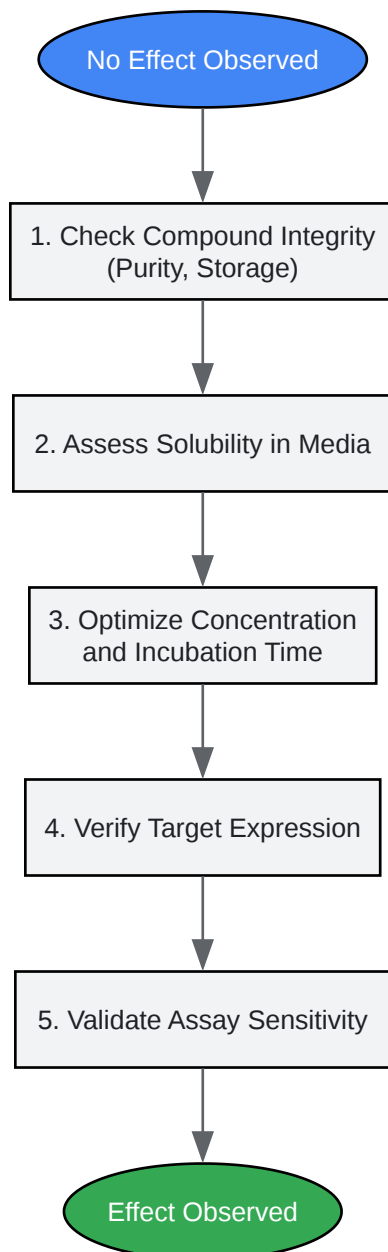 No Effect Observed
1. Check Compound Integrity
(Purity, Storage)
2. Assess Solubility in Media
3. Optimize Concentration
and Incubation Time
4. Verify Target Expression
5. Validate Assay Sensitivity
Effect Observed